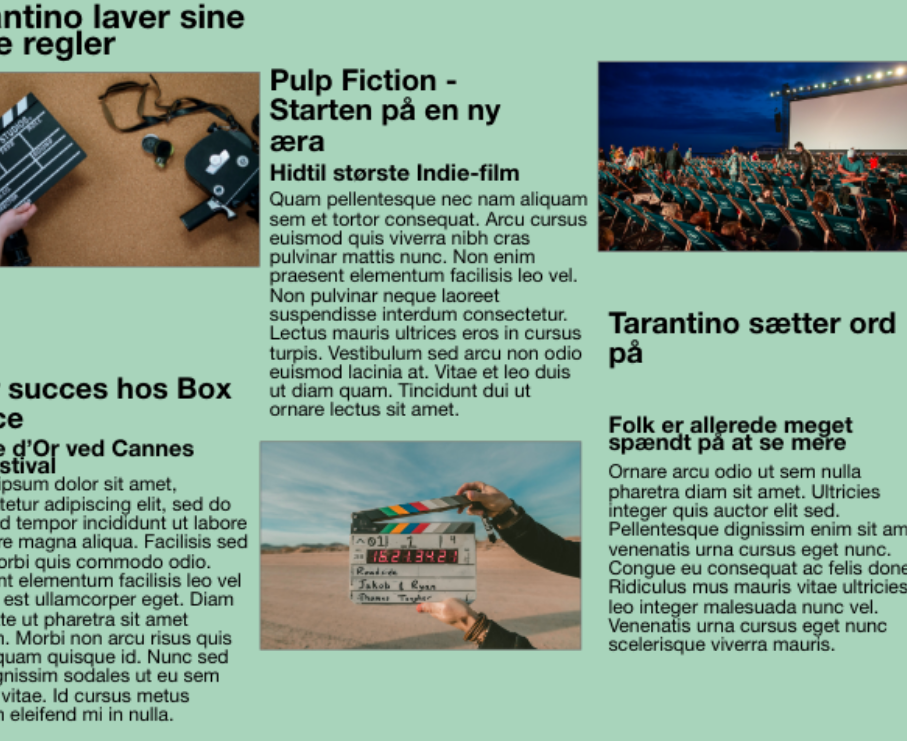 antino laver sine
e regler
succes hos Box
ce
e d'Or ved Cannes
stival
ipsum dolor sit amet,
tetur adipiscing elit, sed do
d tempor incididunt ut labore
re magna aliqua. Facilisis sed
orbi quis commodo odio.
nt elementum facilisis leo vel
est ullamcorper eget. Diam
te ut pharetra sit amet
n. Morbi non arcu risus quis
quam quisque id. Nunc sed
gnissim sodales ut eu sem
vitae. Id cursus metus
n eleifend mi in nulla.
Pulp Fiction -
Starten på en ny
æra
Hidtil største Indie-film
Quam pellentesque nec nam aliquam
sem et tortor consequat. Arcu cursus
euismod quis viverra nibh cras
pulvinar mattis nunc. Non enim
praesent elementum facilisis leo vel.
Non pulvinar neque laoreet
suspendisse interdum consectetur.
Lectus mauris ultrices eros in cursus
turpis. Vestibulum sed arcu non odio
euismod lacinia at. Vitae et leo duis
ut diam quam. Tincidunt dui ut
ornare lectus sit amet.
16:21:34:21
Roadside
Jakob & Ryan
Thomas Taugher
Tarantino sætter ord
på
Folk er allerede meget
spændt på at se mere
Ornare arcu odio ut sem nulla
pharetra diam sit amet. Ultricies
integer quis auctor elit sed.
Pellentesque dignissim enim sit am
venenatis urna cursus eget nunc.
Congue eu consequat ac felis done
Ridiculus mus mauris vitae ultricies
leo integer malesuada nunc vel.
Venenatis urna cursus eget nunc
scelerisque viverra mauris.